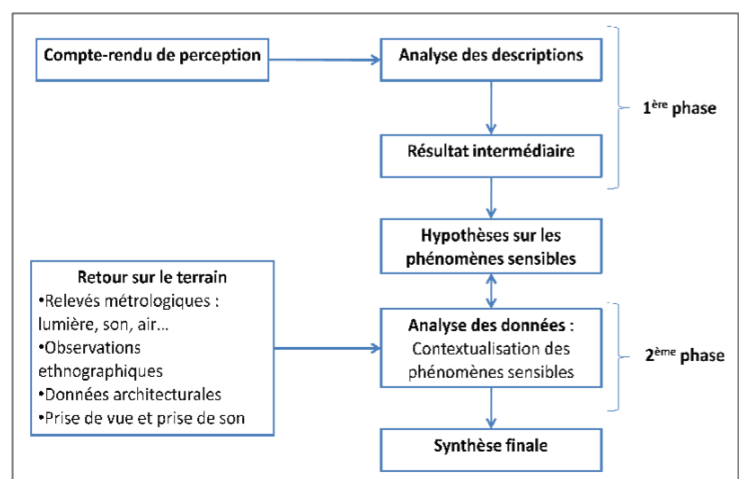 Compte-rendu de perception
Analyse des descriptions
1ère phase
Résultat intermédiaire
Hypothèses sur les
phénomènes sensibles
Retour sur le terrain
•Relevés métrologiques :
lumière, son, air...
•Observations
ethnographiques
•Données architecturales
•Prise de vue et prise de son
Analyse des données :
Contextualisation des
phénomènes sensibles
2ème phase
Synthèse finale